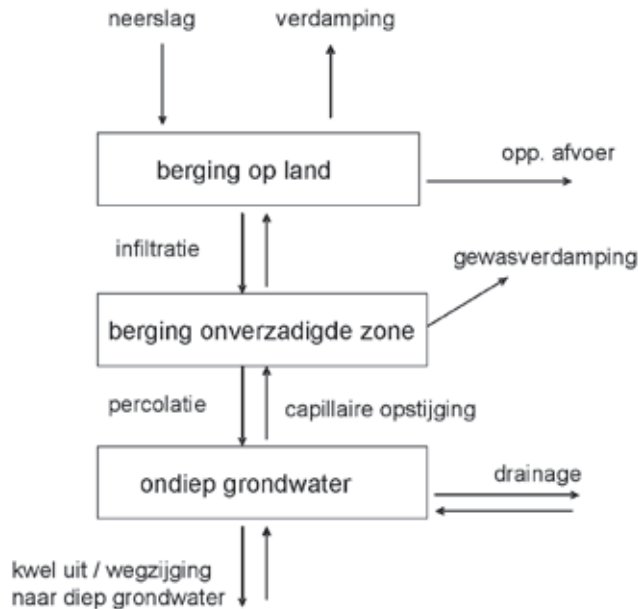 neerslag
verdamping
berging op land
opp. afvoer
infiltratie
gewasverdamping
berging onverzadigde zone
percolatie
capillaire opstijging
ondiep grondwater
drainage
kwel uit / wegzijging
naar diep grondwater